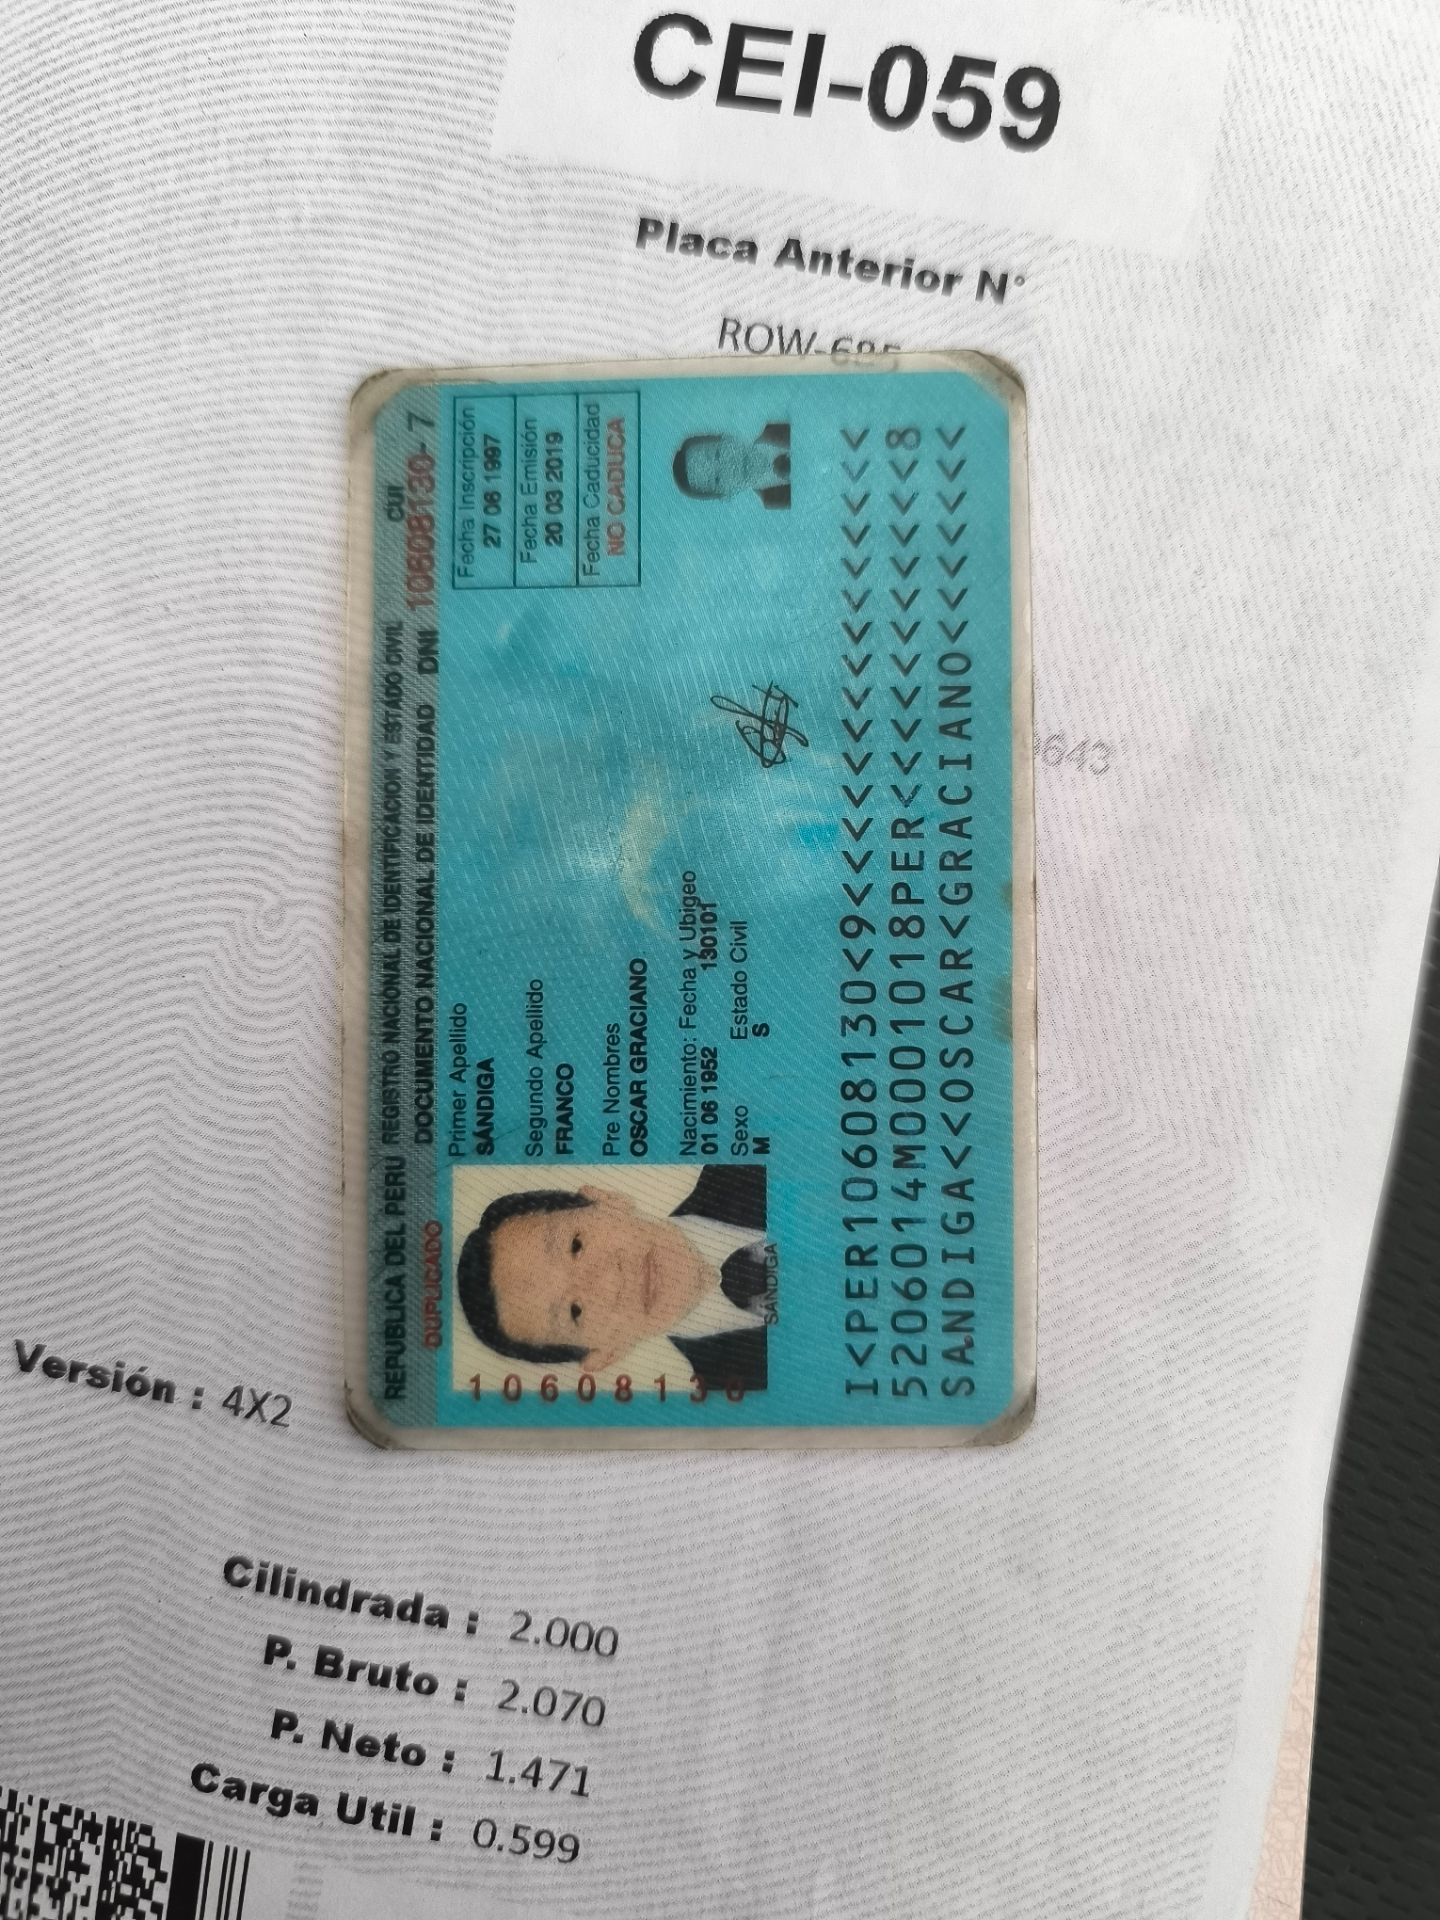 CEI-059
Placa Anterior N°
ROW-685
643
REPUBLICA DEL PERU REGISTRO NACIONAL DE IDENTIFICACION Y ESTADO CIVIL
CUI
DUPLICADO
DOCUMENTO NACIONAL DE IDENTIDAD DNI 10608130 - 7
Primer Apellido
SANDIGA
Segundo Apellido
FRANCO
Pre Nombres
OSCAR GRACIANO
Nacimiento: Fecha y Ubigeo
01 06 1952 130101
Sexo Estado Civil
M S
Fecha Inscripción
27 06 1997
Fecha Emisión
20 03 2019
Fecha Caducidad
NO CADUCA
SANDIGA
10608130
I<PER10608130<9<<<<<<<<<<<<<<<
5206014M0001018PER<<<<<<<<<<<8
SANDIGA<<OSCAR<GRACIANO<<<<<<<
Versión : 4X2
Cilindrada : 2.000
P. Bruto : 2.070
P. Neto : 1.471
Carga Util : 0.599